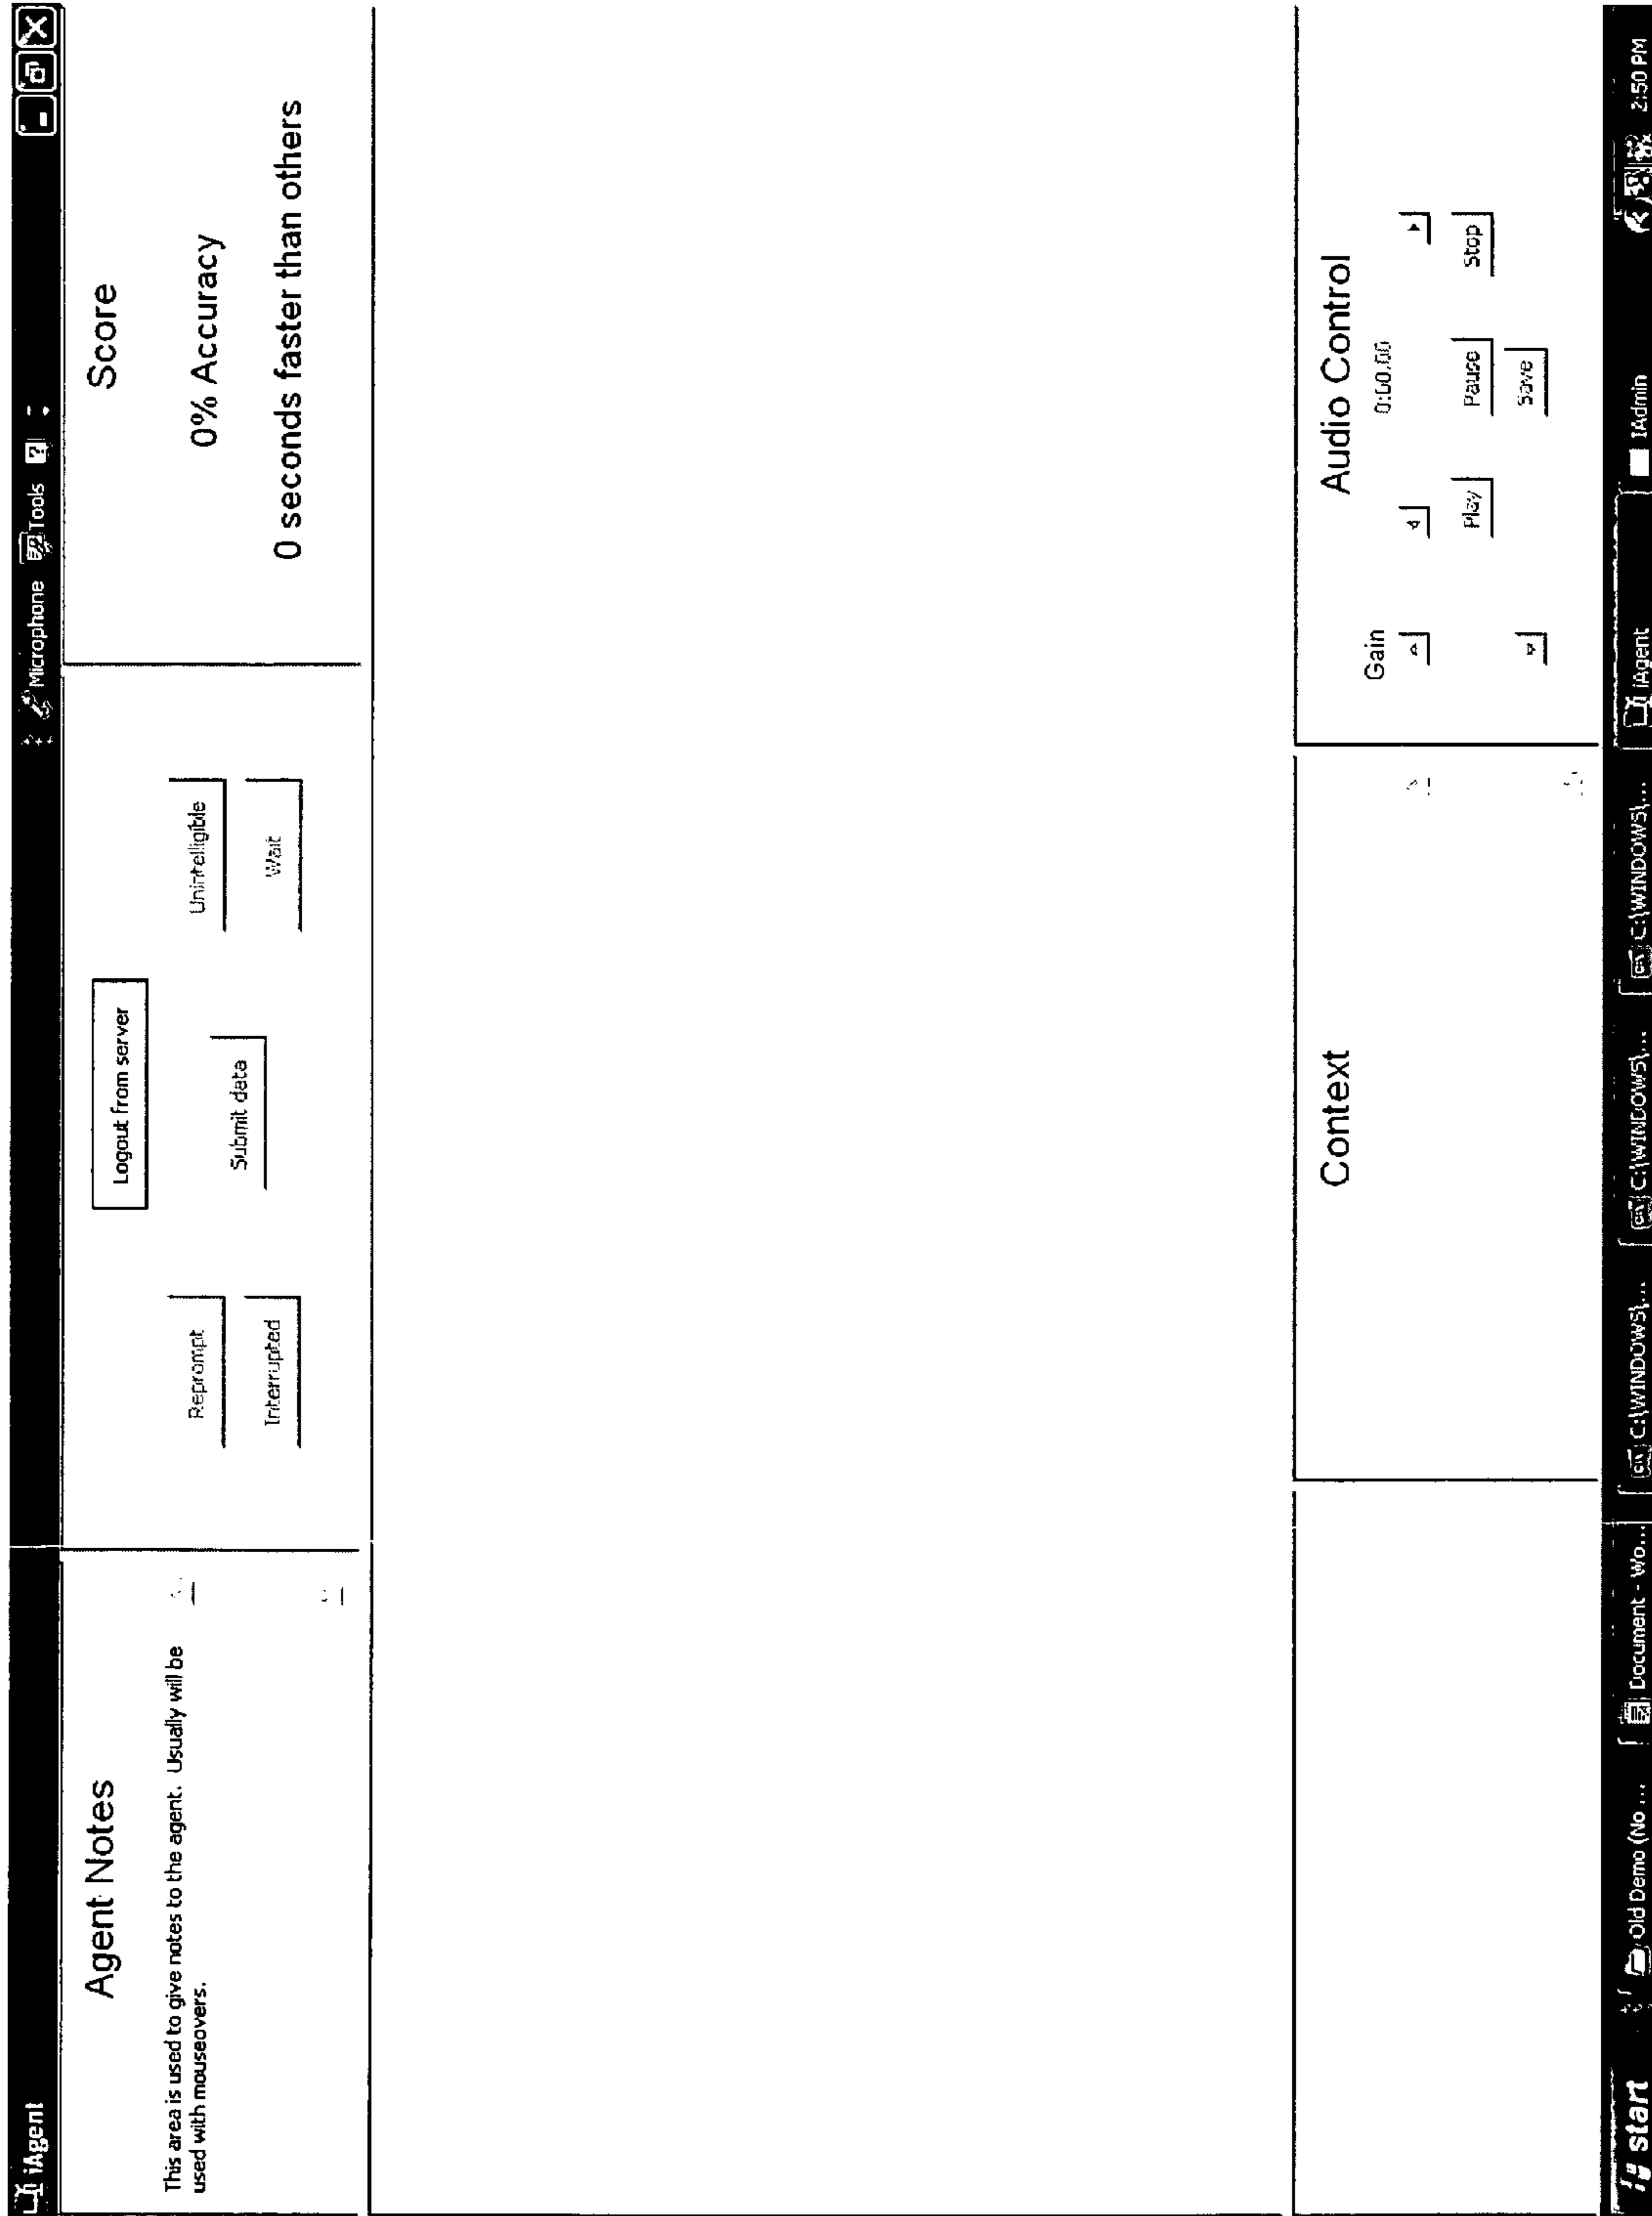 iAgent
Microphone Tools ?
Agent Notes
This area is used to give notes to the agent. Usually will be
used with mouseovers.
Logout from server
Reprompt
Unintelligible
Submit data
Interrupted
Wait
Score
0% Accuracy
0 seconds faster than others
Context
Audio Control
Gain
0:00.00
Play
Pause
Stop
Save
start
Old Demo (No ...
Document - Wo...
C:\WINDOWS\...
C:\WINDOWS\...
C:\WINDOWS\...
iAgent
IAdmin
2:50 PM